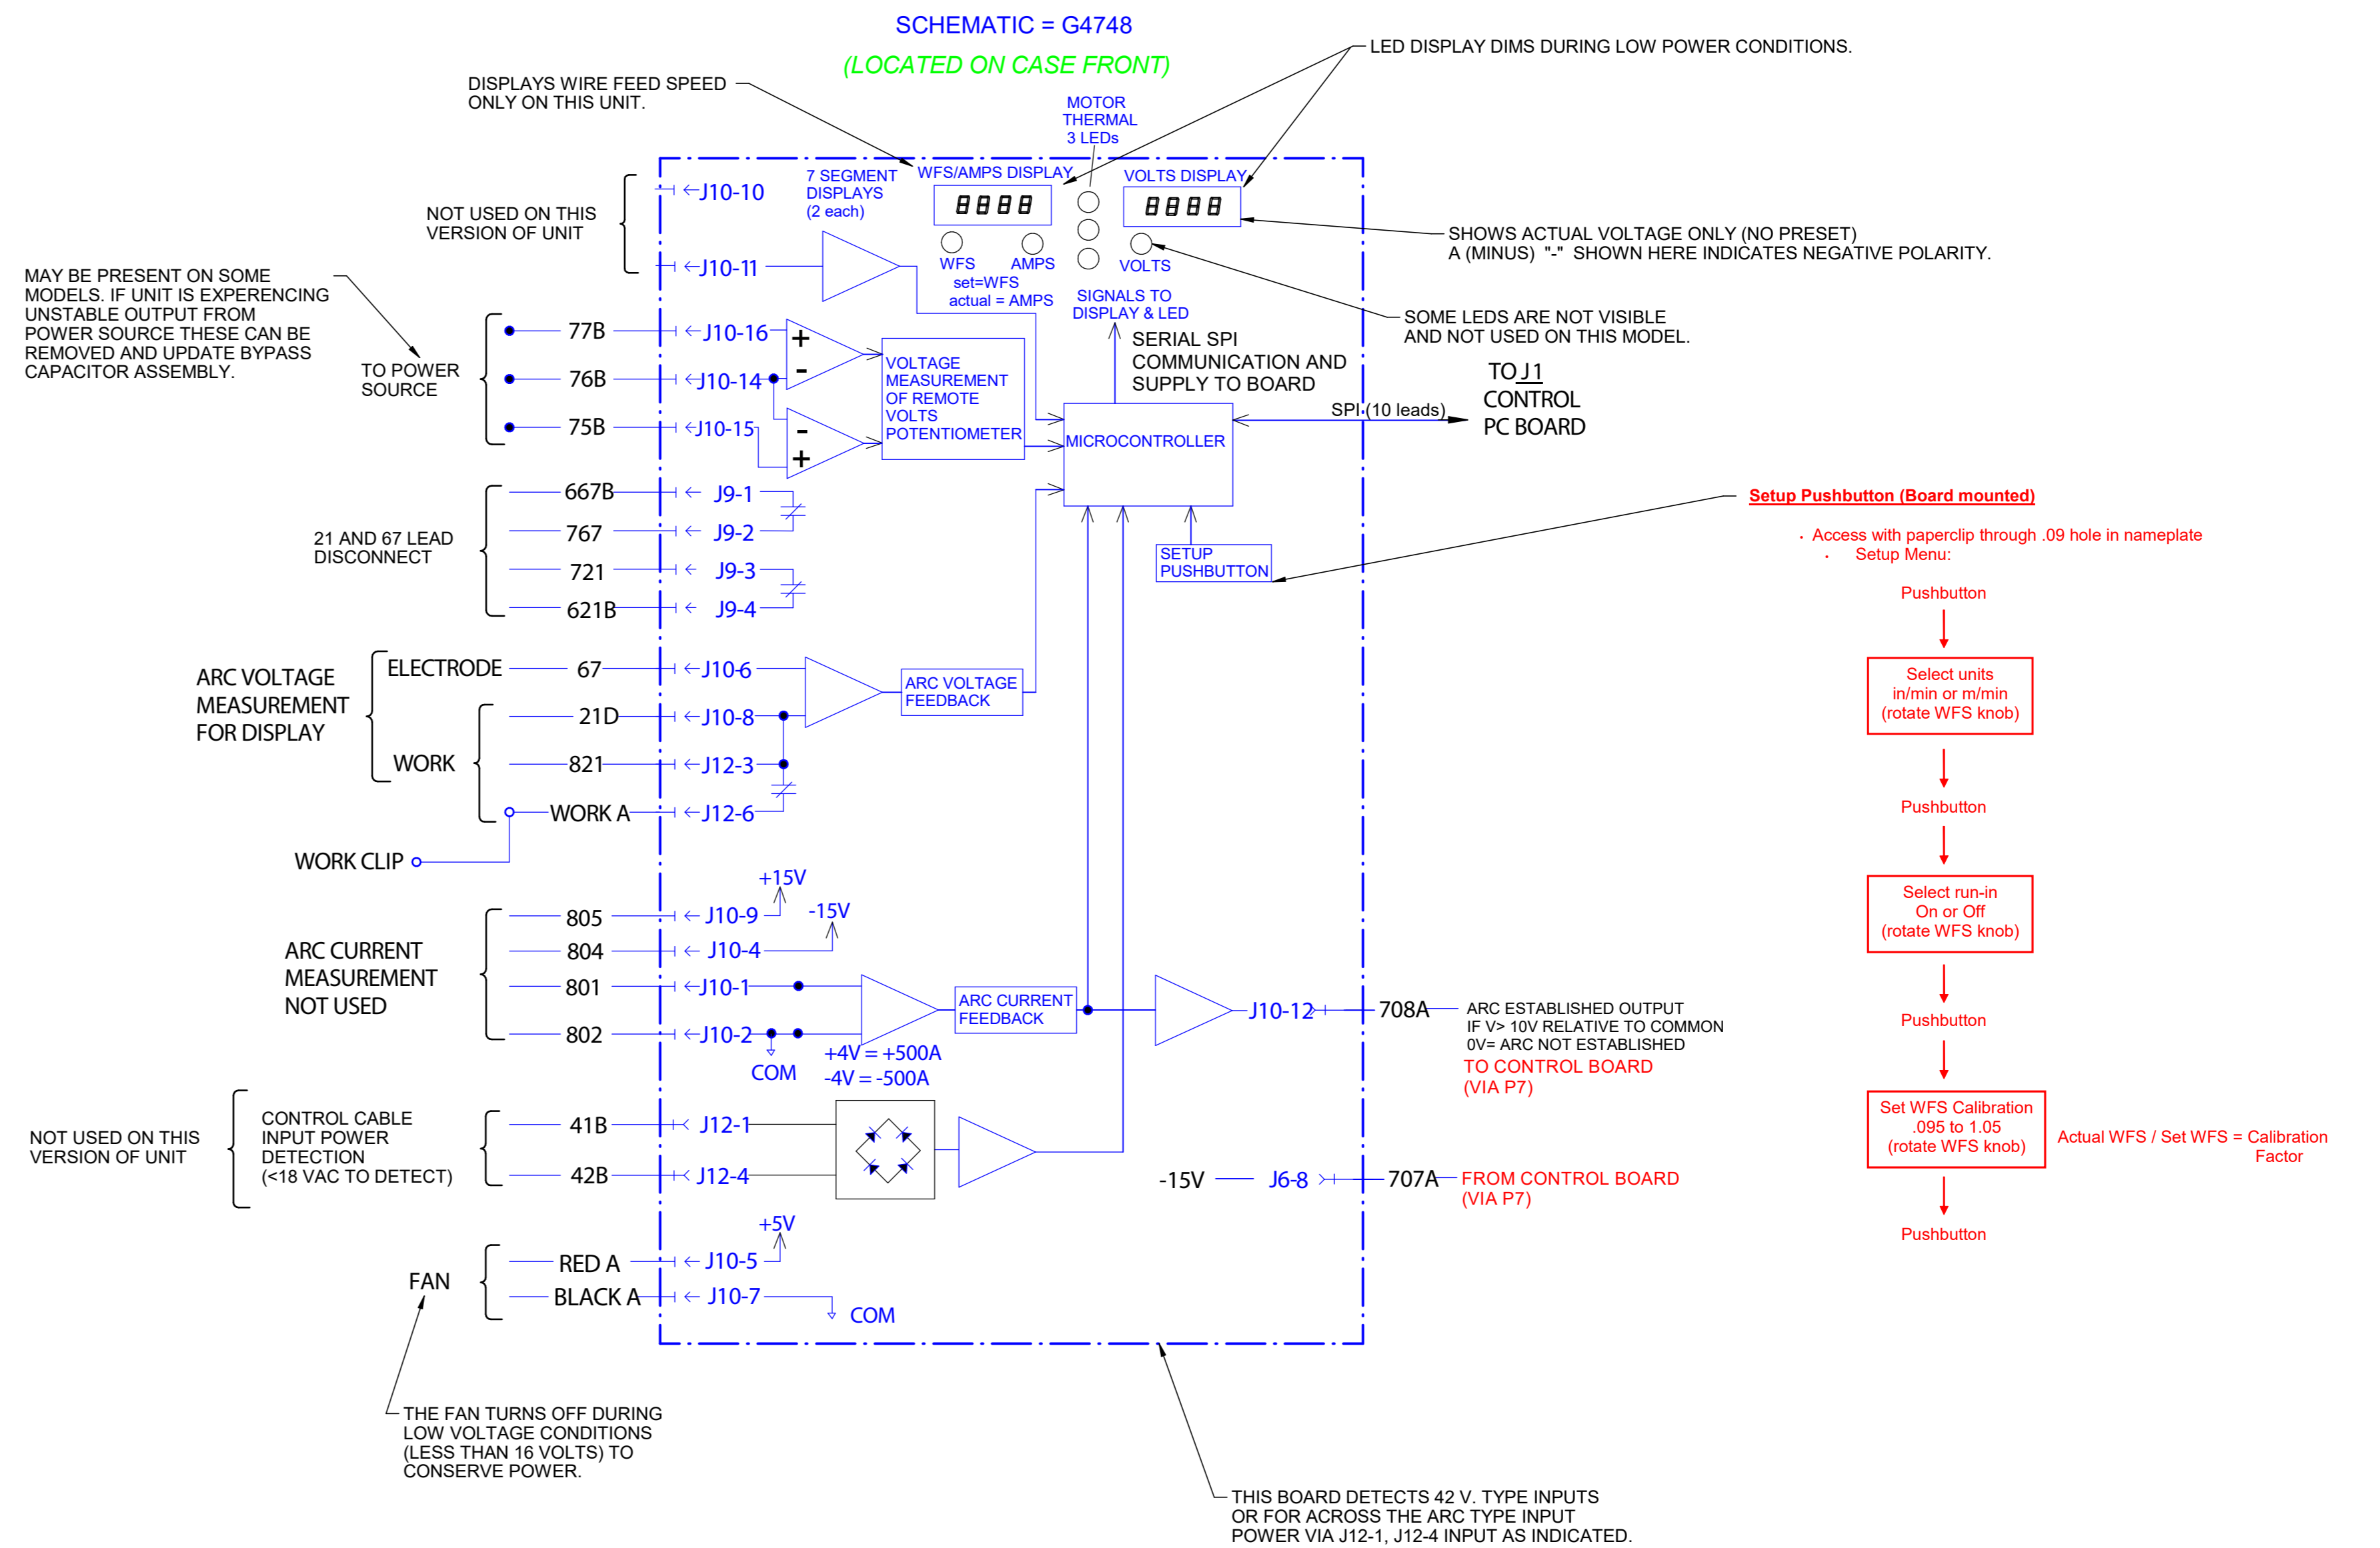 SCHEMATIC = G4748
(LOCATED ON CASE FRONT)
LED DISPLAY DIMS DURING LOW POWER CONDITIONS.
DISPLAYS WIRE FEED SPEED
ONLY ON THIS UNIT.
MOTOR
THERMAL
3 LEDs
7 SEGMENT
DISPLAYS
(2 each)
WFS/AMPS DISPLAY
8888
WFS
AMPS
set=WFS
actual = AMPS
VOLTS DISPLAY
8888
VOLTS
SHOWS ACTUAL VOLTAGE ONLY (NO PRESET)
A (MINUS) "-" SHOWN HERE INDICATES NEGATIVE POLARITY.
SOME LEDS ARE NOT VISIBLE
AND NOT USED ON THIS MODEL.
NOT USED ON THIS
VERSION OF UNIT
J10-10
J10-11
MAY BE PRESENT ON SOME
MODELS. IF UNIT IS EXPERENCING
UNSTABLE OUTPUT FROM
POWER SOURCE THESE CAN BE
REMOVED AND UPDATE BYPASS
CAPACITOR ASSEMBLY.
TO POWER
SOURCE
77B
J10-16
76B
J10-14
75B
J10-15
+
-
-
+
VOLTAGE
MEASUREMENT
OF REMOTE
VOLTS
POTENTIOMETER
SIGNALS TO
DISPLAY & LED
SERIAL SPI
COMMUNICATION AND
SUPPLY TO BOARD
MICROCONTROLLER
SPI (10 leads)
TO J1
CONTROL
PC BOARD
SETUP
PUSHBUTTON
21 AND 67 LEAD
DISCONNECT
667B
J9-1
767
J9-2
721
J9-3
621B
J9-4
ARC VOLTAGE
MEASUREMENT
FOR DISPLAY
ELECTRODE
67
J10-6
WORK
21D
J10-8
821
J12-3
WORK A
J12-6
WORK CLIP
ARC VOLTAGE
FEEDBACK
ARC CURRENT
MEASUREMENT
NOT USED
805
J10-9
+15V
804
J10-4
-15V
801
J10-1
802
J10-2
COM
+4V = +500A
-4V = -500A
ARC CURRENT
FEEDBACK
J10-12
708A
ARC ESTABLISHED OUTPUT
IF V> 10V RELATIVE TO COMMON
0V= ARC NOT ESTABLISHED
TO CONTROL BOARD
(VIA P7)
NOT USED ON THIS
VERSION OF UNIT
CONTROL CABLE
INPUT POWER
DETECTION
(<18 VAC TO DETECT)
41B
J12-1
42B
J12-4
-15V
J6-8
707A
FROM CONTROL BOARD
(VIA P7)
FAN
RED A
J10-5
+5V
BLACK A
J10-7
COM
THE FAN TURNS OFF DURING
LOW VOLTAGE CONDITIONS
(LESS THAN 16 VOLTS) TO
CONSERVE POWER.
THIS BOARD DETECTS 42 V. TYPE INPUTS
OR FOR ACROSS THE ARC TYPE INPUT
POWER VIA J12-1, J12-4 INPUT AS INDICATED.
Setup Pushbutton (Board mounted)
· Access with paperclip through .09 hole in nameplate
· Setup Menu:
Pushbutton
Select units
in/min or m/min
(rotate WFS knob)
Pushbutton
Select run-in
On or Off
(rotate WFS knob)
Pushbutton
Set WFS Calibration
.095 to 1.05
(rotate WFS knob)
Actual WFS / Set WFS = Calibration
Factor
Pushbutton